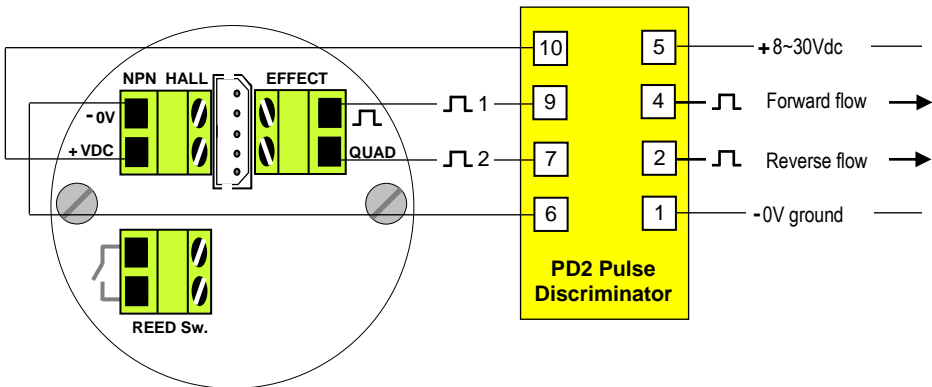 10
5
+ 8~30Vdc
NPN HALL
EFFECT
- 0V
1
9
4
Forward flow
+ VDC
QUAD
2
7
2
Reverse flow
6
1
-0V ground
PD2 Pulse
Discriminator
REED Sw.